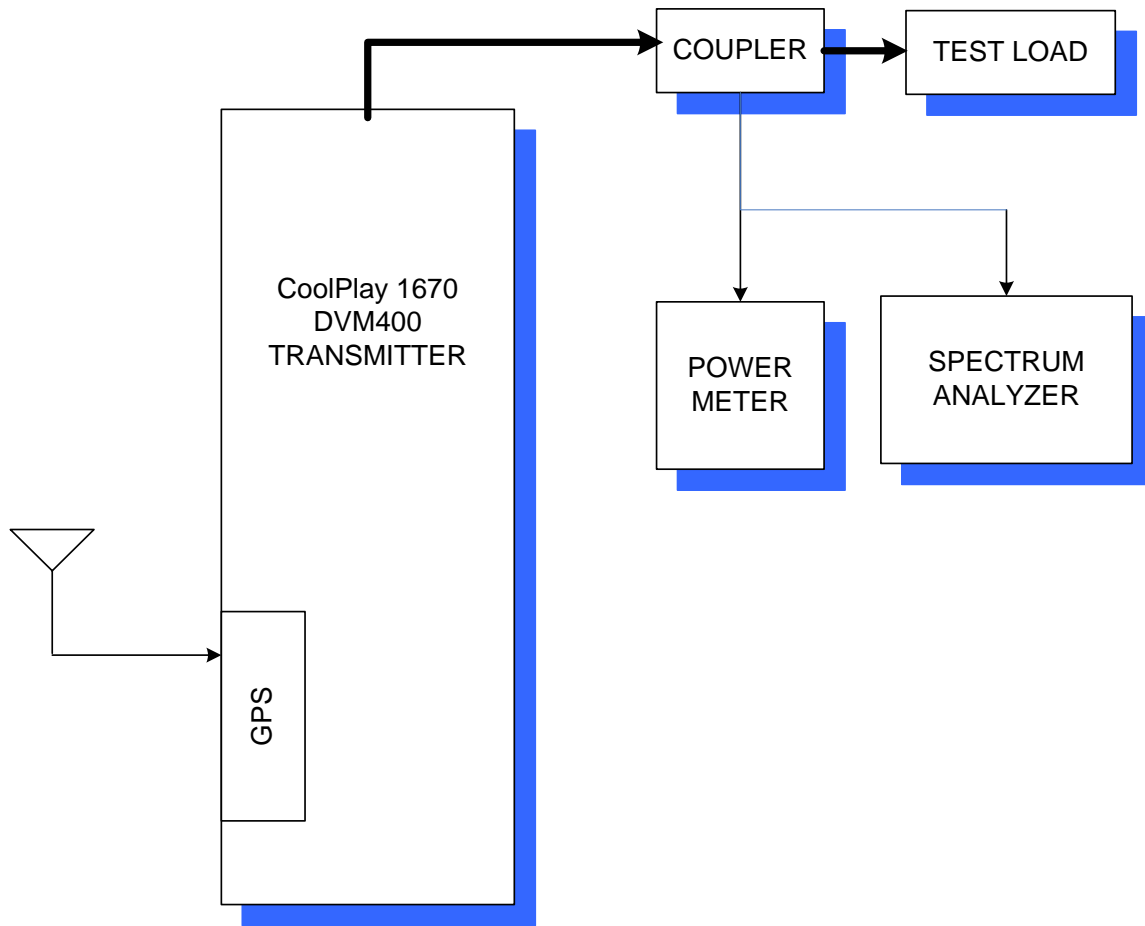 COUPLER
TEST LOAD
CoolPlay 1670
DVM400
TRANSMITTER
POWER
METER
SPECTRUM
ANALYZER
GPS